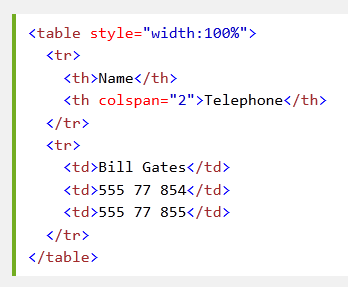 <table style="width:100%">
  <tr>
    <th>Name</th>
    <th colspan="2">Telephone</th>
  </tr>
  <tr>
    <td>Bill Gates</td>
    <td>555 77 854</td>
    <td>555 77 855</td>
  </tr>
</table>